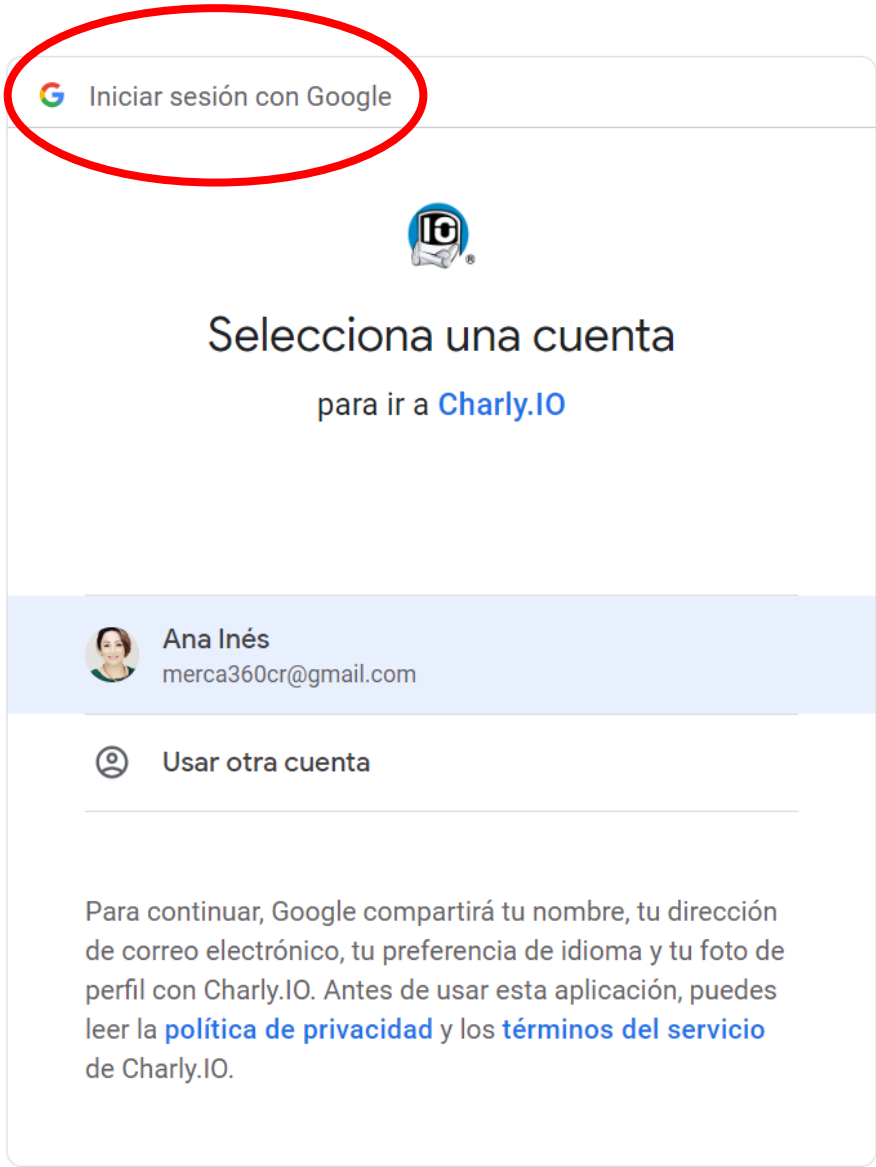 Iniciar sesión con Google
IO
®
Selecciona una cuenta
para ir a Charly.IO
Ana Inés
merca360cr@gmail.com
Usar otra cuenta
Para continuar, Google compartirá tu nombre, tu dirección
de correo electrónico, tu preferencia de idioma y tu foto de
perfil con Charly.IO. Antes de usar esta aplicación, puedes
leer la política de privacidad y los términos del servicio
de Charly.IO.